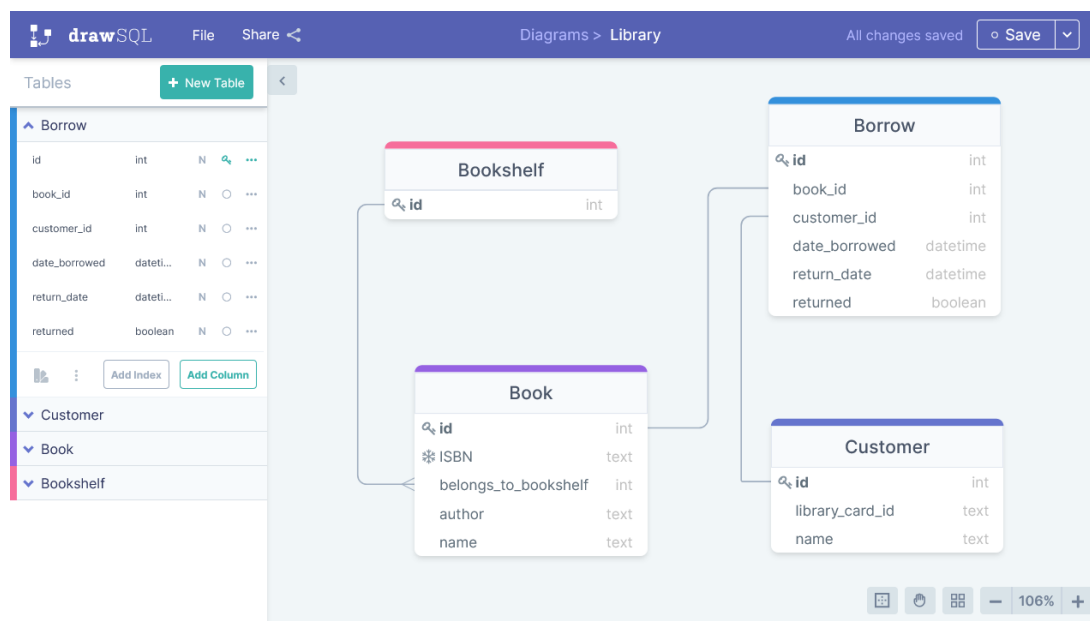 drawSQL File Share Diagrams > Library All changes saved Save
Tables + New Table
Borrow
id int N
book_id int N
customer_id int N
date_borrowed dateti... N
return_date dateti... N
returned boolean N
Add Index Add Column
Customer
Book
Bookshelf
Bookshelf
id int
Borrow
id int
book_id int
customer_id int
date_borrowed datetime
return_date datetime
returned boolean
Book
id int
ISBN text
belongs_to_bookshelf int
author text
name text
Customer
id int
library_card_id text
name text
106%